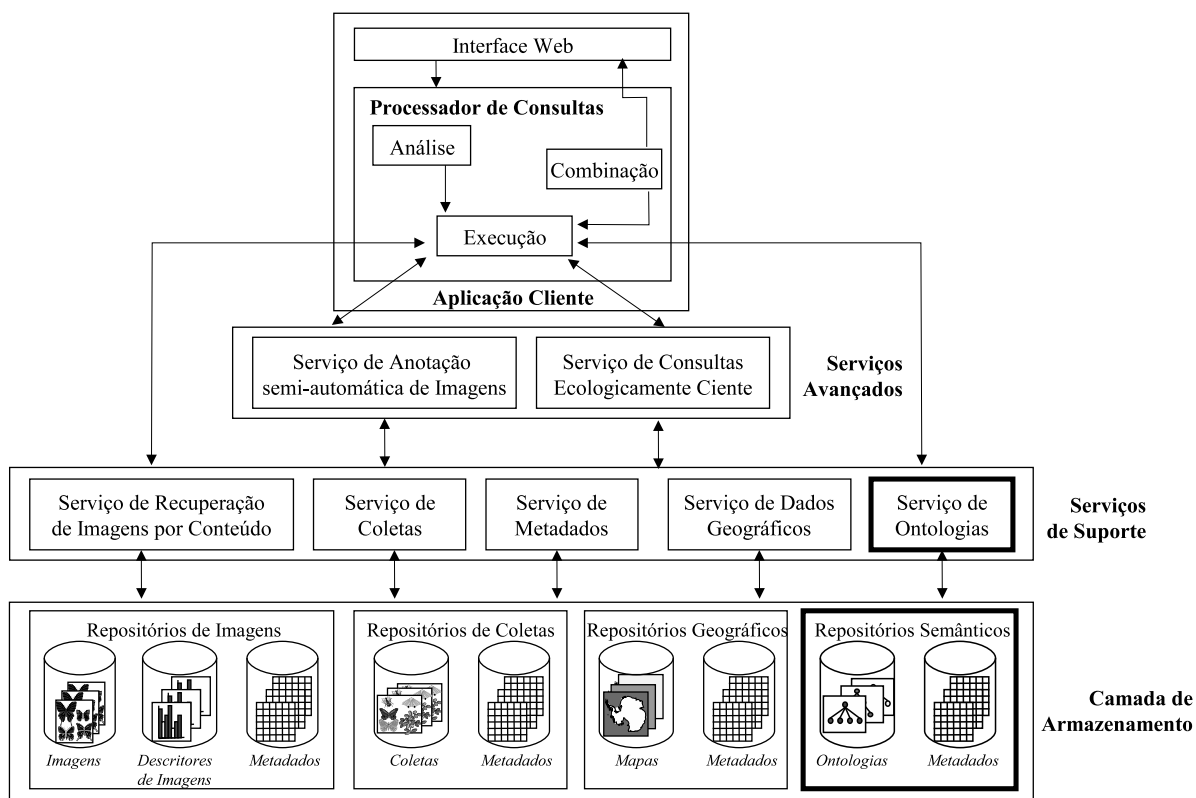 Interface Web
Processador de Consultas
Análise
Combinação
Execução
Aplicação Cliente
Serviço de Anotação
semi-automática de Imagens
Serviço de Consultas
Ecologicamente Ciente
Serviços
Avançados
Serviço de Recuperação
de Imagens por Conteúdo
Serviço de
Coletas
Serviço de
Metadados
Serviço de Dados
Geográficos
Serviço de
Ontologias
Serviços
de Suporte
Repositórios de Imagens
Repositórios de Coletas
Repositórios Geográficos
Repositórios Semânticos
Imagens
Descritores
de Imagens
Metadados
Coletas
Metadados
Mapas
Metadados
Ontologias
Metadados
Camada de
Armazenamento